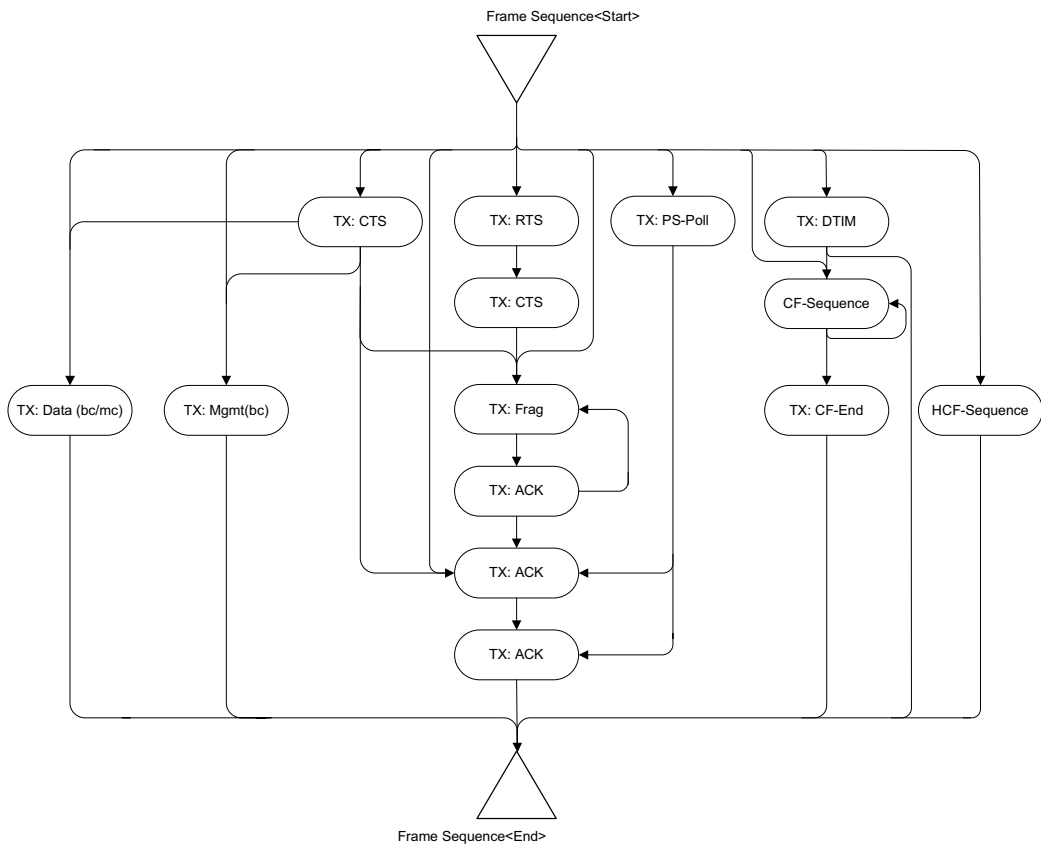 Frame Sequence<Start>
TX: CTS
TX: RTS
TX: PS-Poll
TX: DTIM
TX: CTS
CF-Sequence
TX: Data (bc/mc)
TX: Mgmt(bc)
TX: Frag
TX: CF-End
HCF-Sequence
TX: ACK
TX: ACK
TX: ACK
Frame Sequence<End>